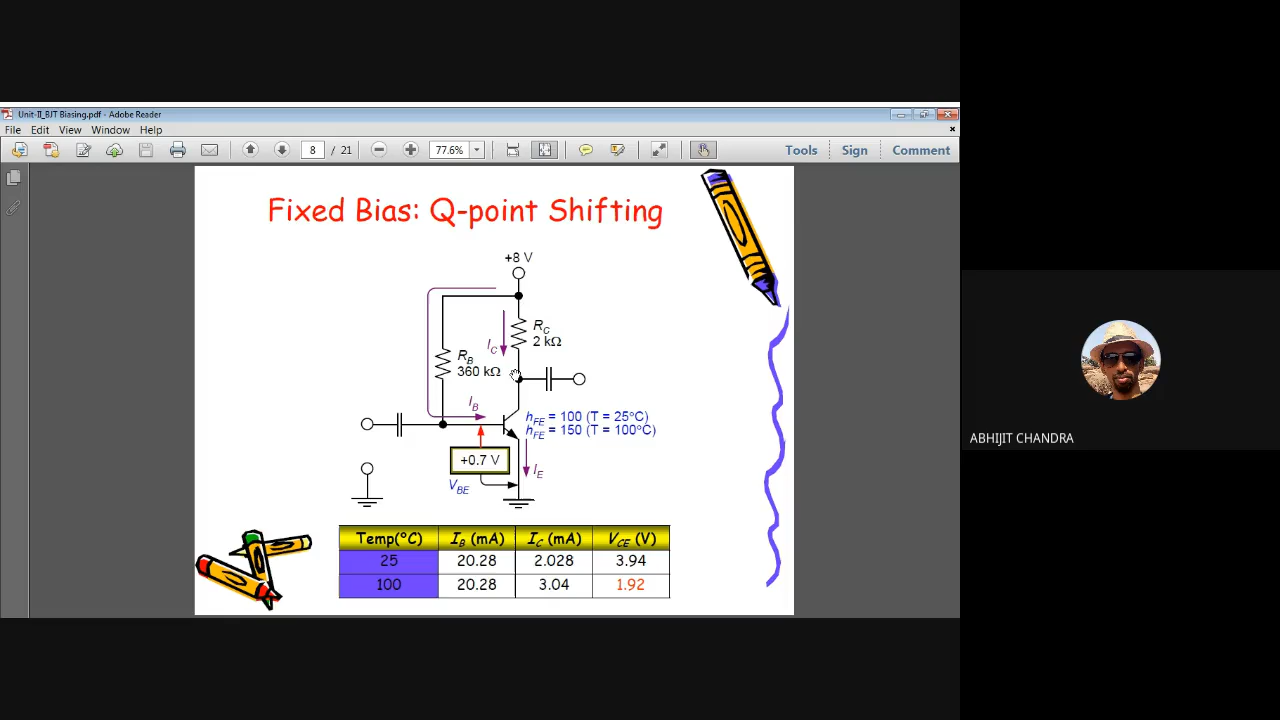 Unit-II_BJT Biasing.pdf - Adobe Reader
File Edit View Window Help
8 / 21 77.6% Tools Sign Comment
Fixed Bias: Q-point Shifting
+8 V
RC
2 kΩ
IC
RB
360 kΩ
IB
hFE = 100 (T = 25°C)
hFE = 150 (T = 100°C)
+0.7 V
IE
VBE
Temp(°C) IB (mA) IC (mA) VCE (V)
25 20.28 2.028 3.94
100 20.28 3.04 1.92
ABHIJIT CHANDRA